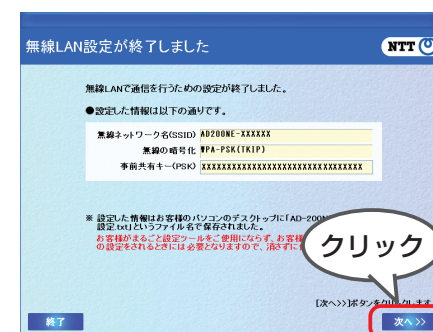 無線LAN設定が終了しました
NTT
無線LANで通信を行うための設定が終了しました。
●設定した情報は以下の通りです。
無線ネットワーク名(SSID) AD200NE-XXXXXX
無線の暗号化 WPA-PSK(TKIP)
事前共有キー(PSK) XXXXXXXXXXXXXXXXXXXXXXXXXXXXXXXX
※ 設定した情報はお客様のパソコンのデスクトップに「AD-200N
設定.txt」というファイル名で保存されました。
お客様がまるごと設定ツールをご使用にならず、お客様
の設定をされるときには必要となりますので、消さずに
クリック
[次へ>>]ボタンをクリックします
終了
次へ>>